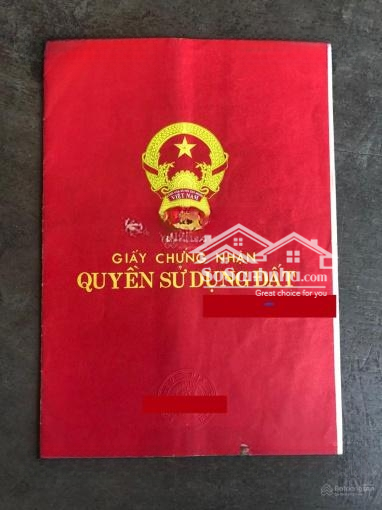 VIỆT NAM
GIẤY CHỨNG NHẬN
QUYỀN SỬ DỤNG ĐẤT
Great choice for you